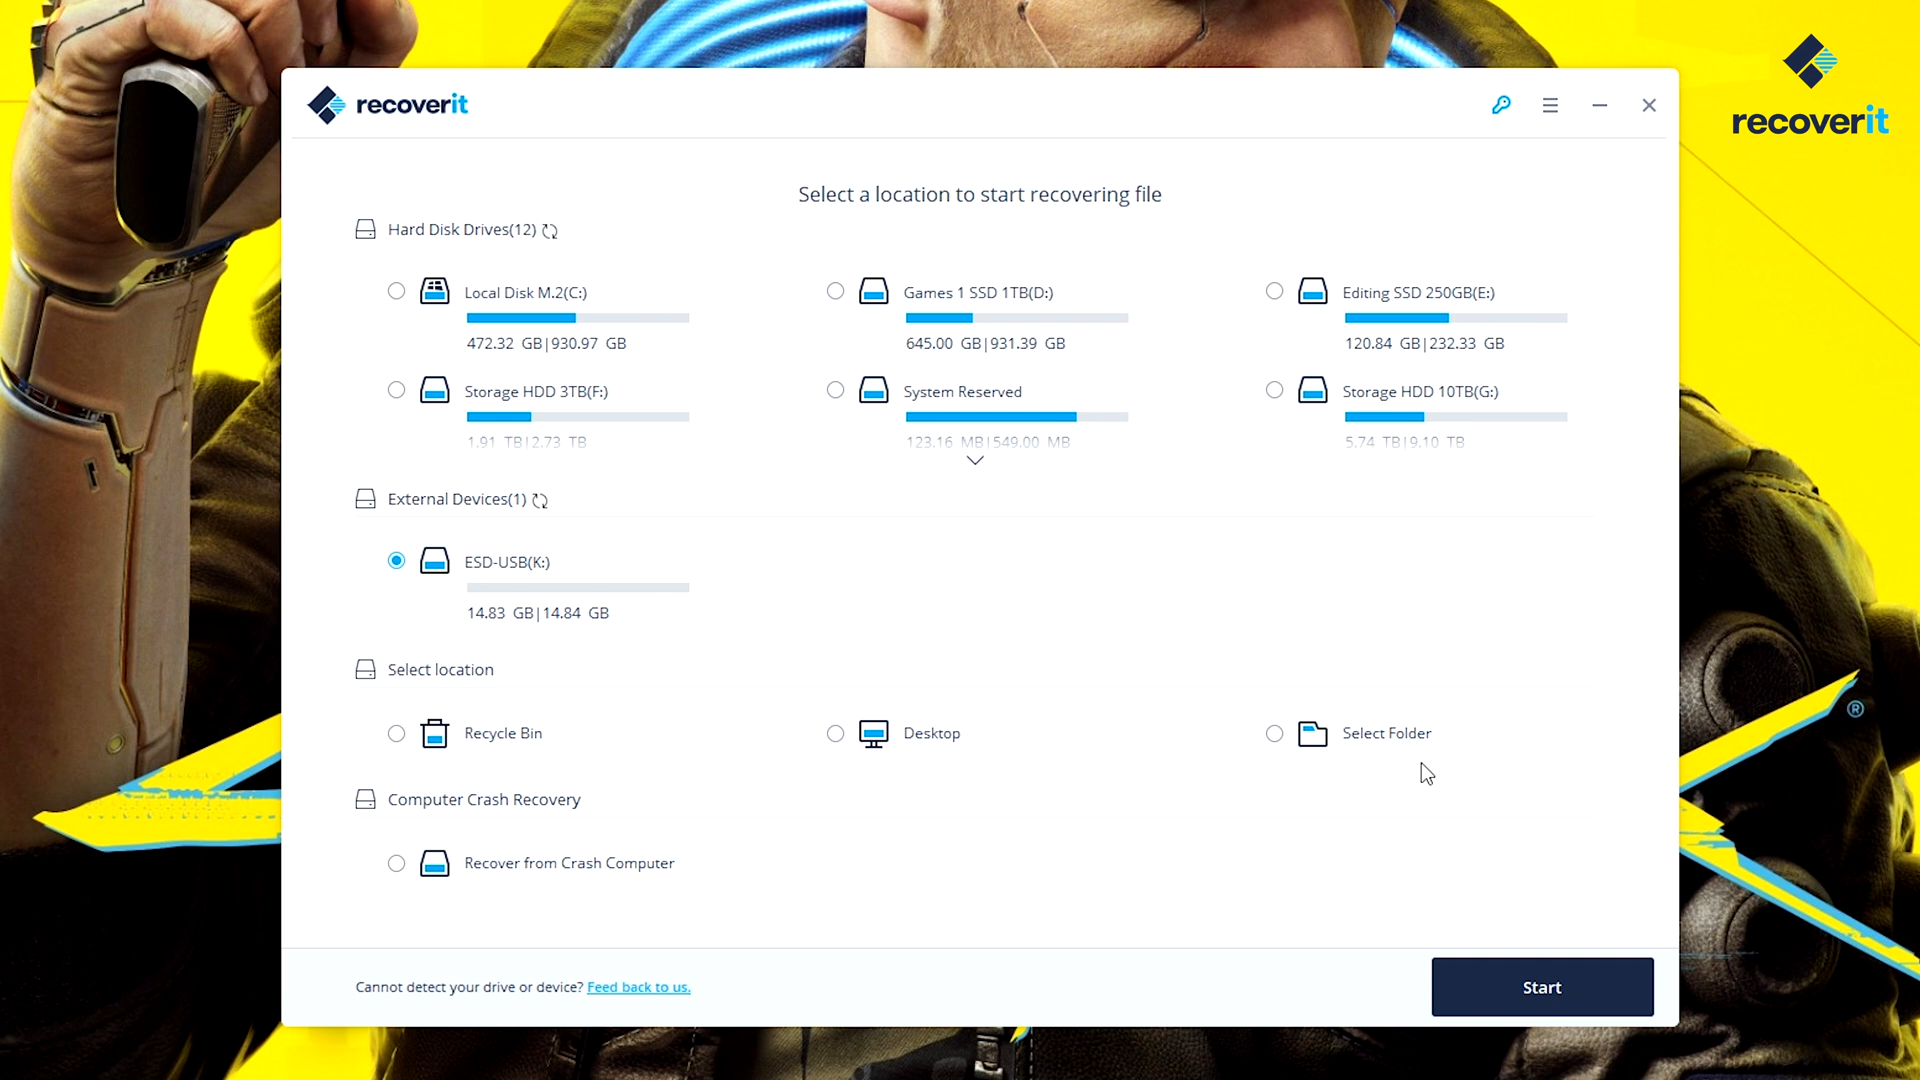 recoverit
recoverit
Select a location to start recovering file
Hard Disk Drives(12)
Local Disk M.2(C:)
472.32 GB|930.97 GB
Games 1 SSD 1TB(D:)
645.00 GB|931.39 GB
Editing SSD 250GB(E:)
120.84 GB|232.33 GB
Storage HDD 3TB(F:)
1.91 TB|2.73 TB
System Reserved
123.16 MB|549.00 MB
Storage HDD 10TB(G:)
5.74 TB|9.10 TB
External Devices(1)
ESD-USB(K:)
14.83 GB|14.84 GB
Select location
Recycle Bin
Desktop
Select Folder
®
Computer Crash Recovery
Recover from Crash Computer
Cannot detect your drive or device? Feed back to us.
Start